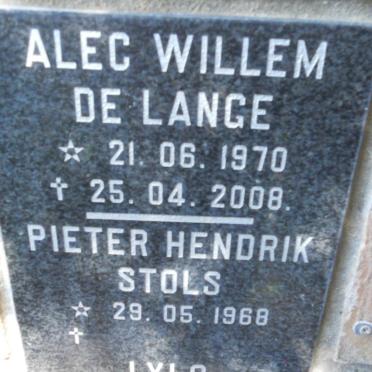 ALEC WILLEM
DE LANGE
☆ 21. 06. 1970
† 25. 04. 2008.
PIETER HENDRIK
STOLS
☆ 29. 05. 1968
†